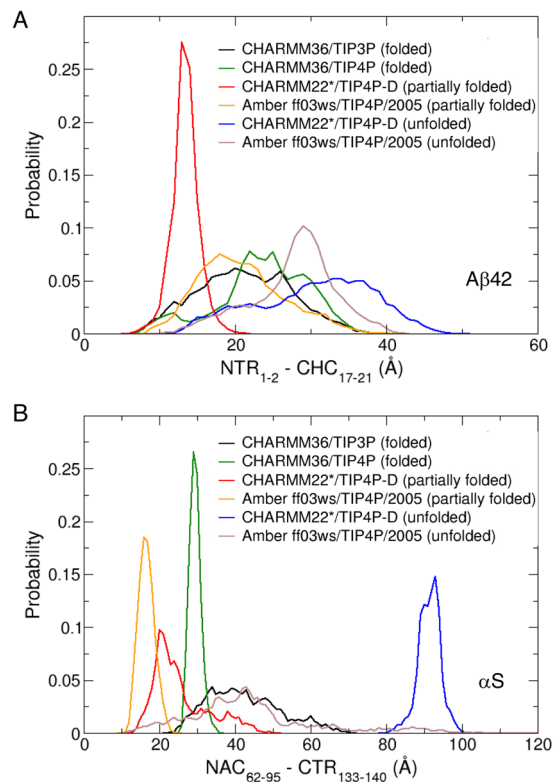 A
CHARMM36/TIP3P (folded)
CHARMM36/TIP4P (folded)
CHARMM22*/TIP4P-D (partially folded)
Amber ff03ws/TIP4P/2005 (partially folded)
CHARMM22*/TIP4P-D (unfolded)
Amber ff03ws/TIP4P/2005 (unfolded)
0.25
0.2
0.15
0.1
0.05
0
Probability
Aβ42
0 20 40 60
NTR1-2 - CHC17-21 (Å)
B
CHARMM36/TIP3P (folded)
CHARMM36/TIP4P (folded)
CHARMM22*/TIP4P-D (partially folded)
Amber ff03ws/TIP4P/2005 (partially folded)
CHARMM22*/TIP4P-D (unfolded)
Amber ff03ws/TIP4P/2005 (unfolded)
0.25
0.2
0.15
0.1
0.05
0
Probability
αS
0 20 40 60 80 100 120
NAC62-95 - CTR133-140 (Å)